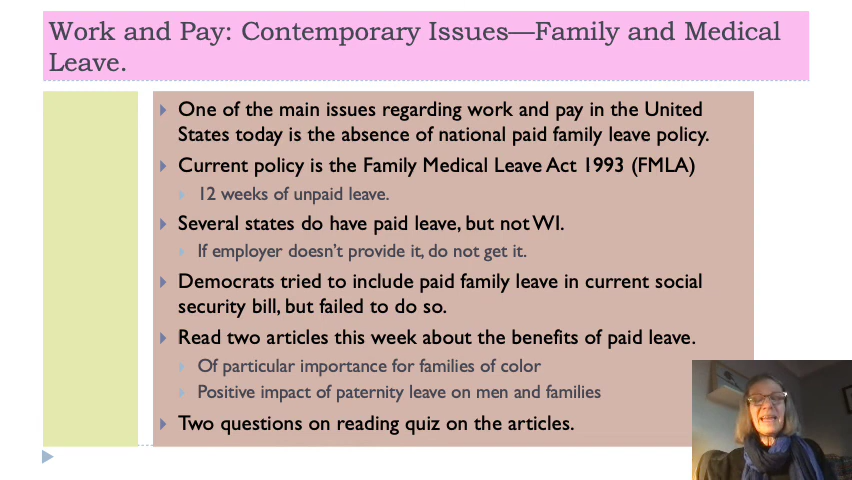 Work and Pay: Contemporary Issues—Family and Medical
Leave.
One of the main issues regarding work and pay in the United
States today is the absence of national paid family leave policy.
Current policy is the Family Medical Leave Act 1993 (FMLA)
12 weeks of unpaid leave.
Several states do have paid leave, but not WI.
If employer doesn't provide it, do not get it.
Democrats tried to include paid family leave in current social
security bill, but failed to do so.
Read two articles this week about the benefits of paid leave.
Of particular importance for families of color
Positive impact of paternity leave on men and families
Two questions on reading quiz on the articles.